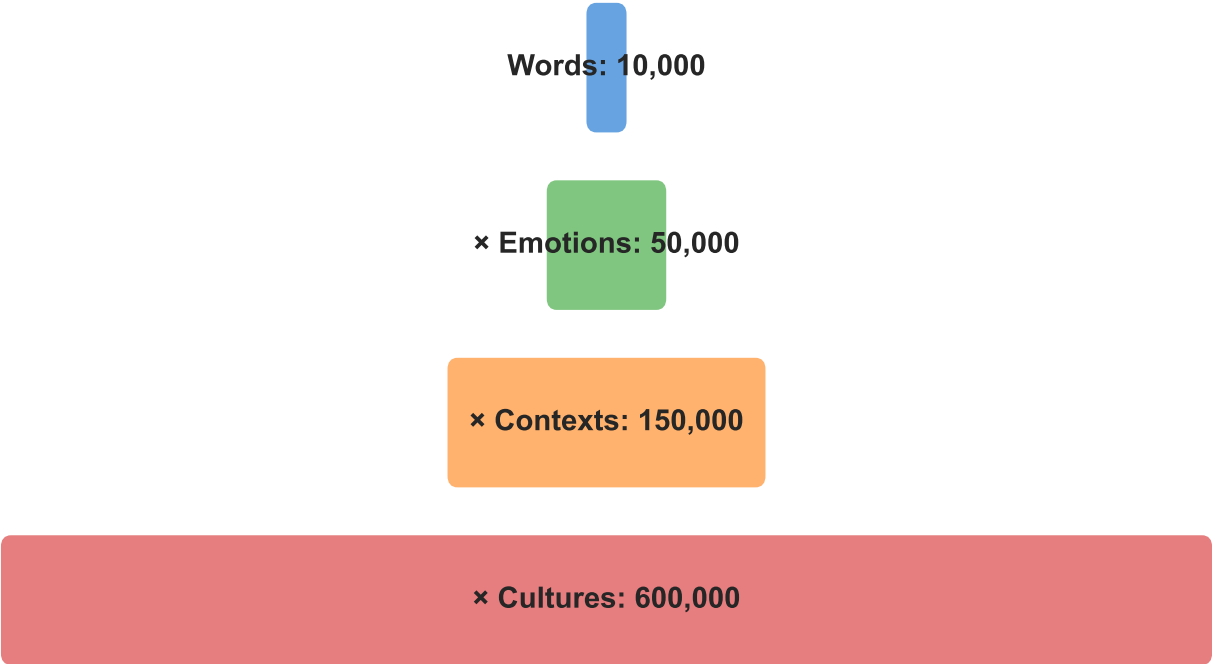 Words: 10,000
× Emotions: 50,000
× Contexts: 150,000
× Cultures: 600,000